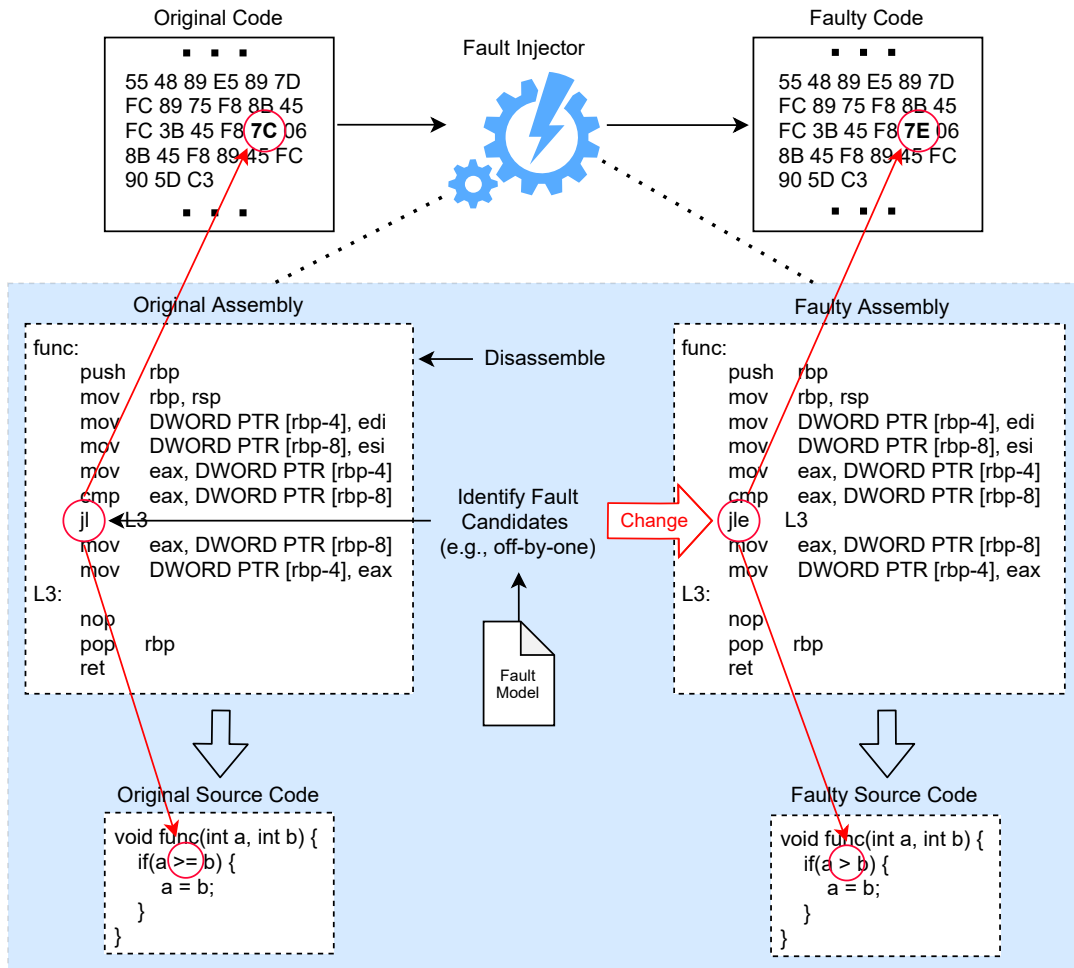 Original Code
Fault Injector
Faulty Code
55 48 89 E5 89 7D
FC 89 75 F8 8B 45
FC 3B 45 F8 7C 06
8B 45 F8 89 45 FC
90 5D C3
55 48 89 E5 89 7D
FC 89 75 F8 8B 45
FC 3B 45 F8 7E 06
8B 45 F8 89 45 FC
90 5D C3
Original Assembly
func:
push rbp
mov rbp, rsp
mov DWORD PTR [rbp-4], edi
mov DWORD PTR [rbp-8], esi
mov eax, DWORD PTR [rbp-4]
cmp eax, DWORD PTR [rbp-8]
jl L3
mov eax, DWORD PTR [rbp-8]
mov DWORD PTR [rbp-4], eax
L3:
nop
pop rbp
ret
Disassemble
Identify Fault
Candidates
(e.g., off-by-one)
Change
Fault
Model
Faulty Assembly
func:
push rbp
mov rbp, rsp
mov DWORD PTR [rbp-4], edi
mov DWORD PTR [rbp-8], esi
mov eax, DWORD PTR [rbp-4]
cmp eax, DWORD PTR [rbp-8]
jle L3
mov eax, DWORD PTR [rbp-8]
mov DWORD PTR [rbp-4], eax
L3:
nop
pop rbp
ret
Original Source Code
void func(int a, int b) {
if(a >= b) {
a = b;
}
}
Faulty Source Code
void func(int a, int b) {
if(a > b) {
a = b;
}
}